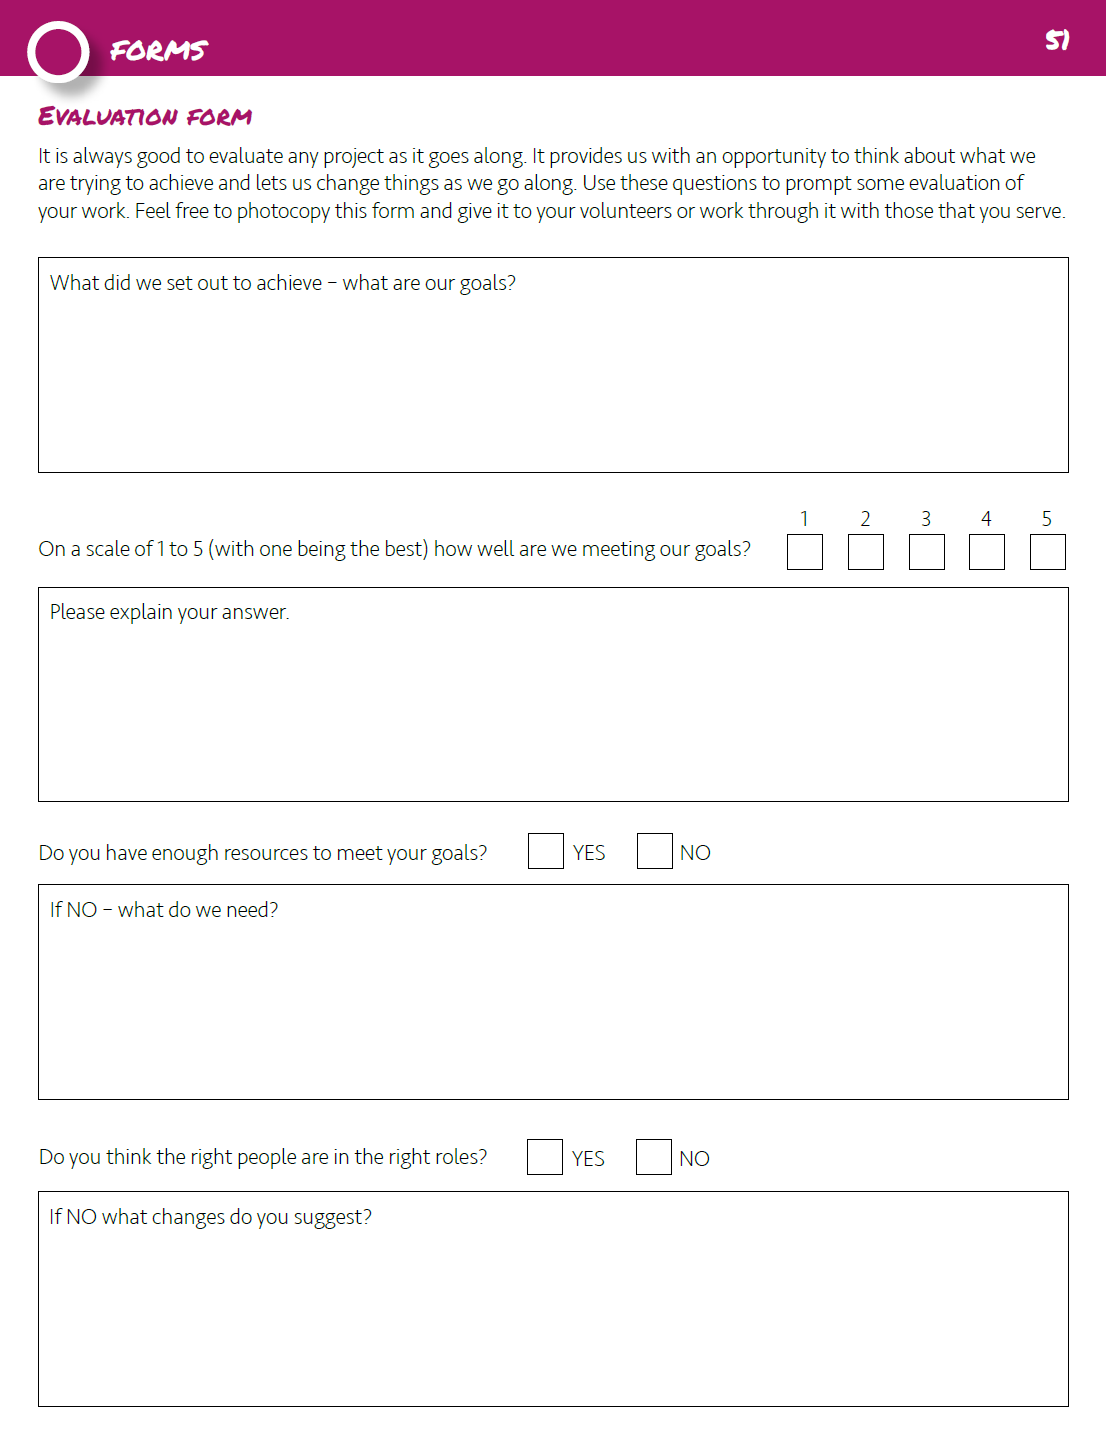 FORMS
51
EVALUATION FORM
It is always good to evaluate any project as it goes along. It provides us with an opportunity to think about what we
are trying to achieve and lets us change things as we go along. Use these questions to prompt some evaluation of
your work. Feel free to photocopy this form and give it to your volunteers or work through it with those that you serve.
What did we set out to achieve – what are our goals?
1 2 3 4 5
On a scale of 1 to 5 (with one being the best) how well are we meeting our goals?
Please explain your answer.
Do you have enough resources to meet your goals? YES NO
If NO – what do we need?
Do you think the right people are in the right roles? YES NO
If NO what changes do you suggest?